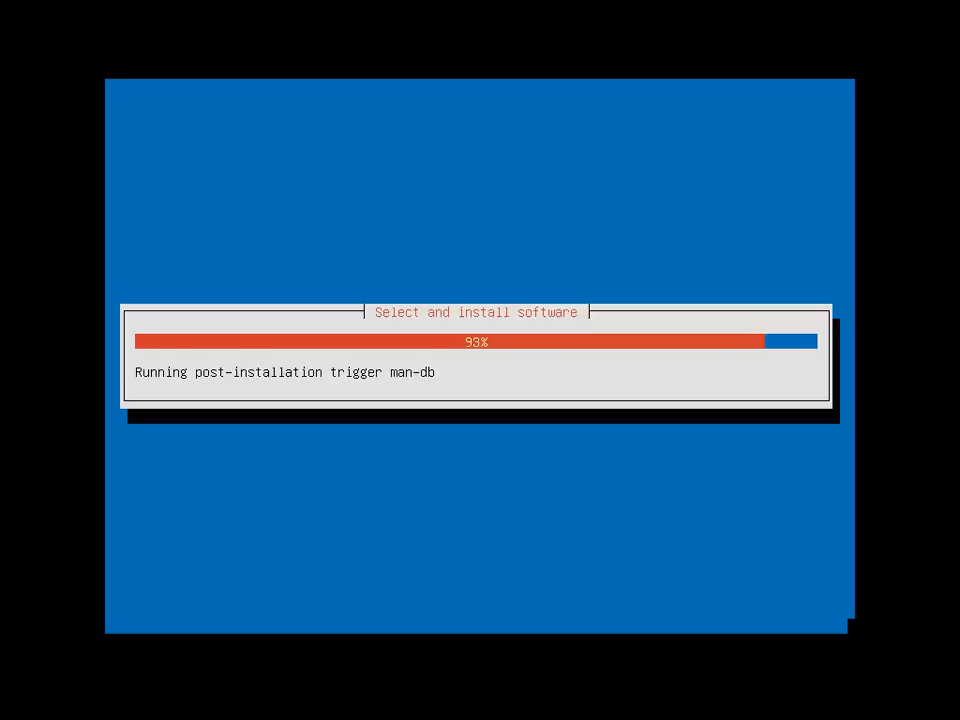 Select and install software
93%
Running post-installation trigger man-db